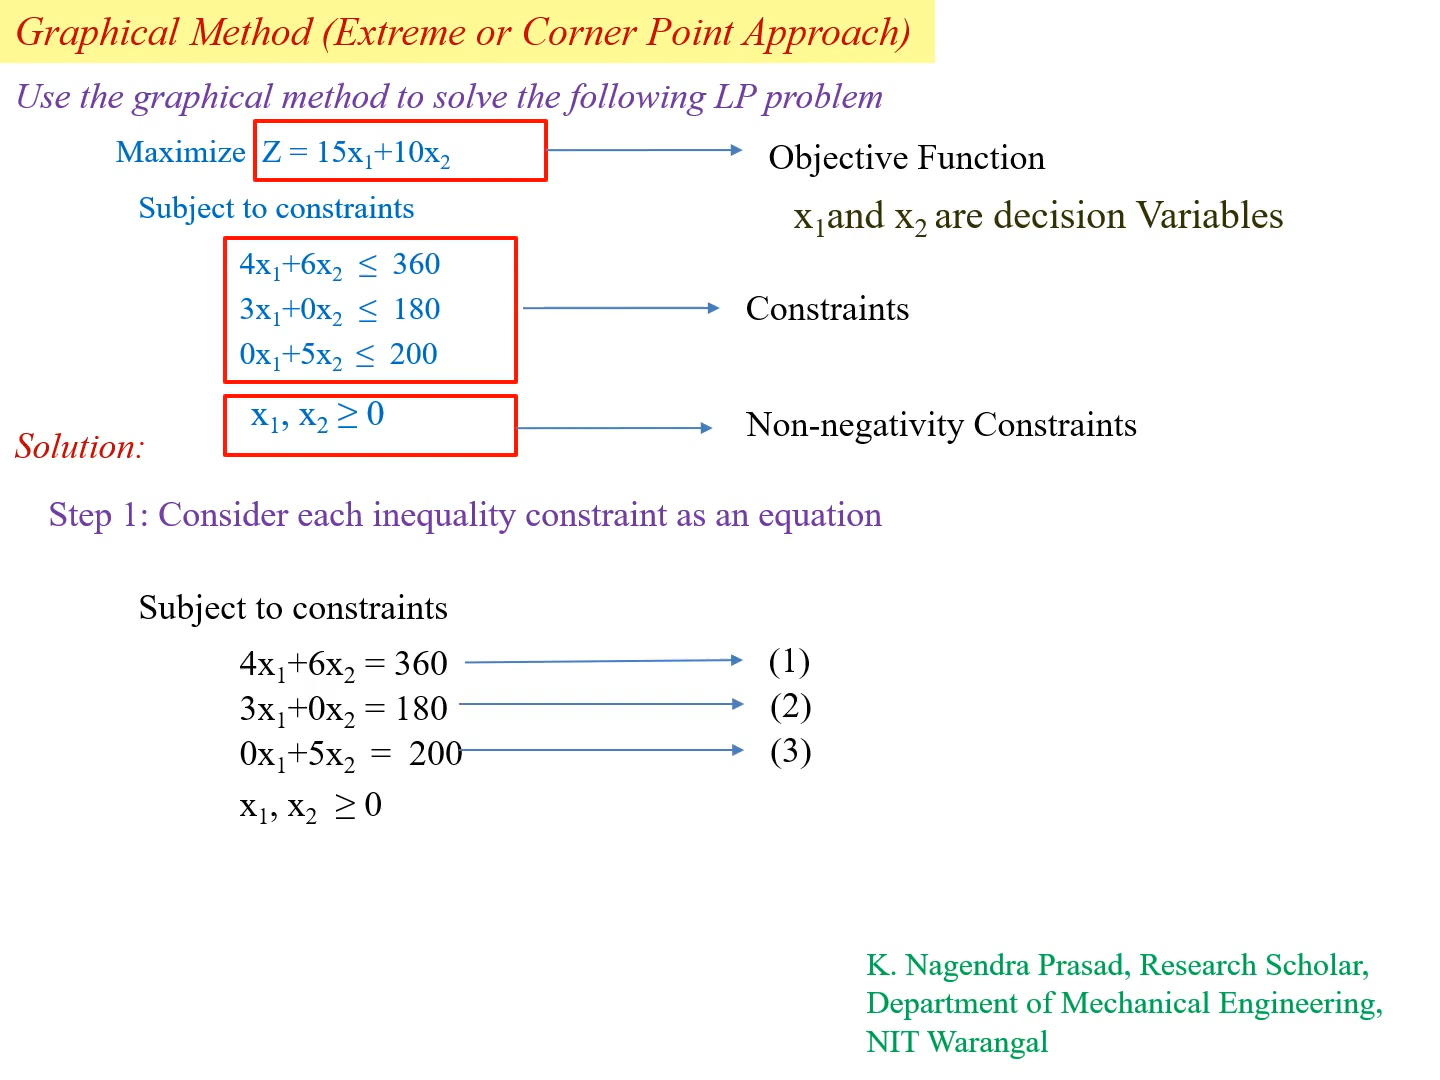 Graphical Method (Extreme or Corner Point Approach)
Use the graphical method to solve the following LP problem
Maximize Z = 15x₁+10x₂
Objective Function
Subject to constraints
x₁and x₂ are decision Variables
4x₁+6x₂ ≤ 360
3x₁+0x₂ ≤ 180
Constraints
0x₁+5x₂ ≤ 200
x₁, x₂ ≥ 0
Non-negativity Constraints
Solution:
Step 1: Consider each inequality constraint as an equation
Subject to constraints
4x₁+6x₂ = 360 (1)
3x₁+0x₂ = 180 (2)
0x₁+5x₂ = 200 (3)
x₁, x₂ ≥ 0
K. Nagendra Prasad, Research Scholar,
Department of Mechanical Engineering,
NIT Warangal